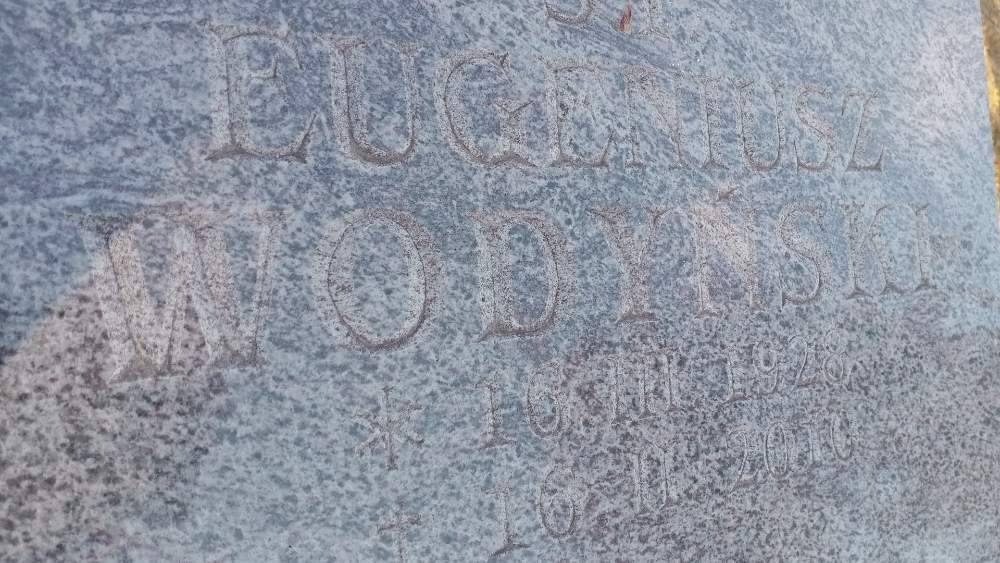 EUGENIUSZ
WODYŃSKI
* 16 III 1928
† 16 II 2010